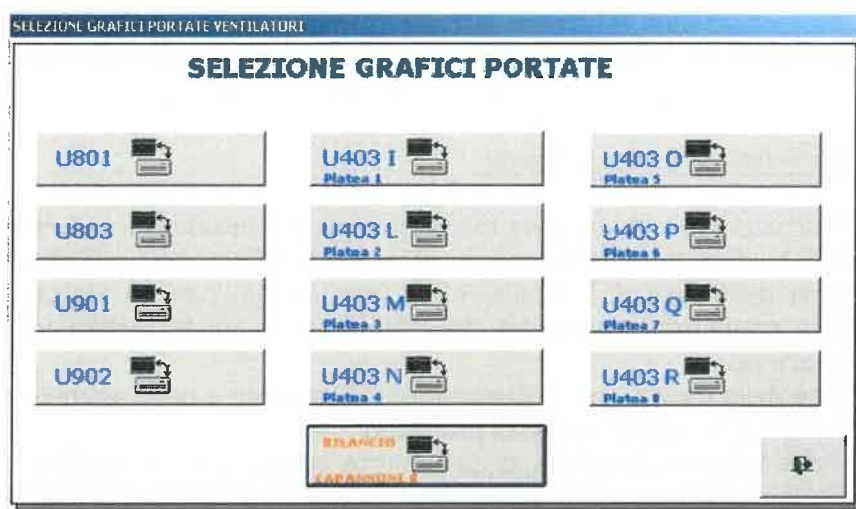 SELEZIONE GRAFICI PORTATE VENTILATORI
SELEZIONE GRAFICI PORTATE
U801
U403 I
Platea 1
U403 O
Platea 5
U803
U403 L
Platea 2
U403 P
Platea 6
U901
U403 M
Platea 3
U403 Q
Platea 7
U902
U403 N
Platea 4
U403 R
Platea 8
BILANCIO
CAPANNONE